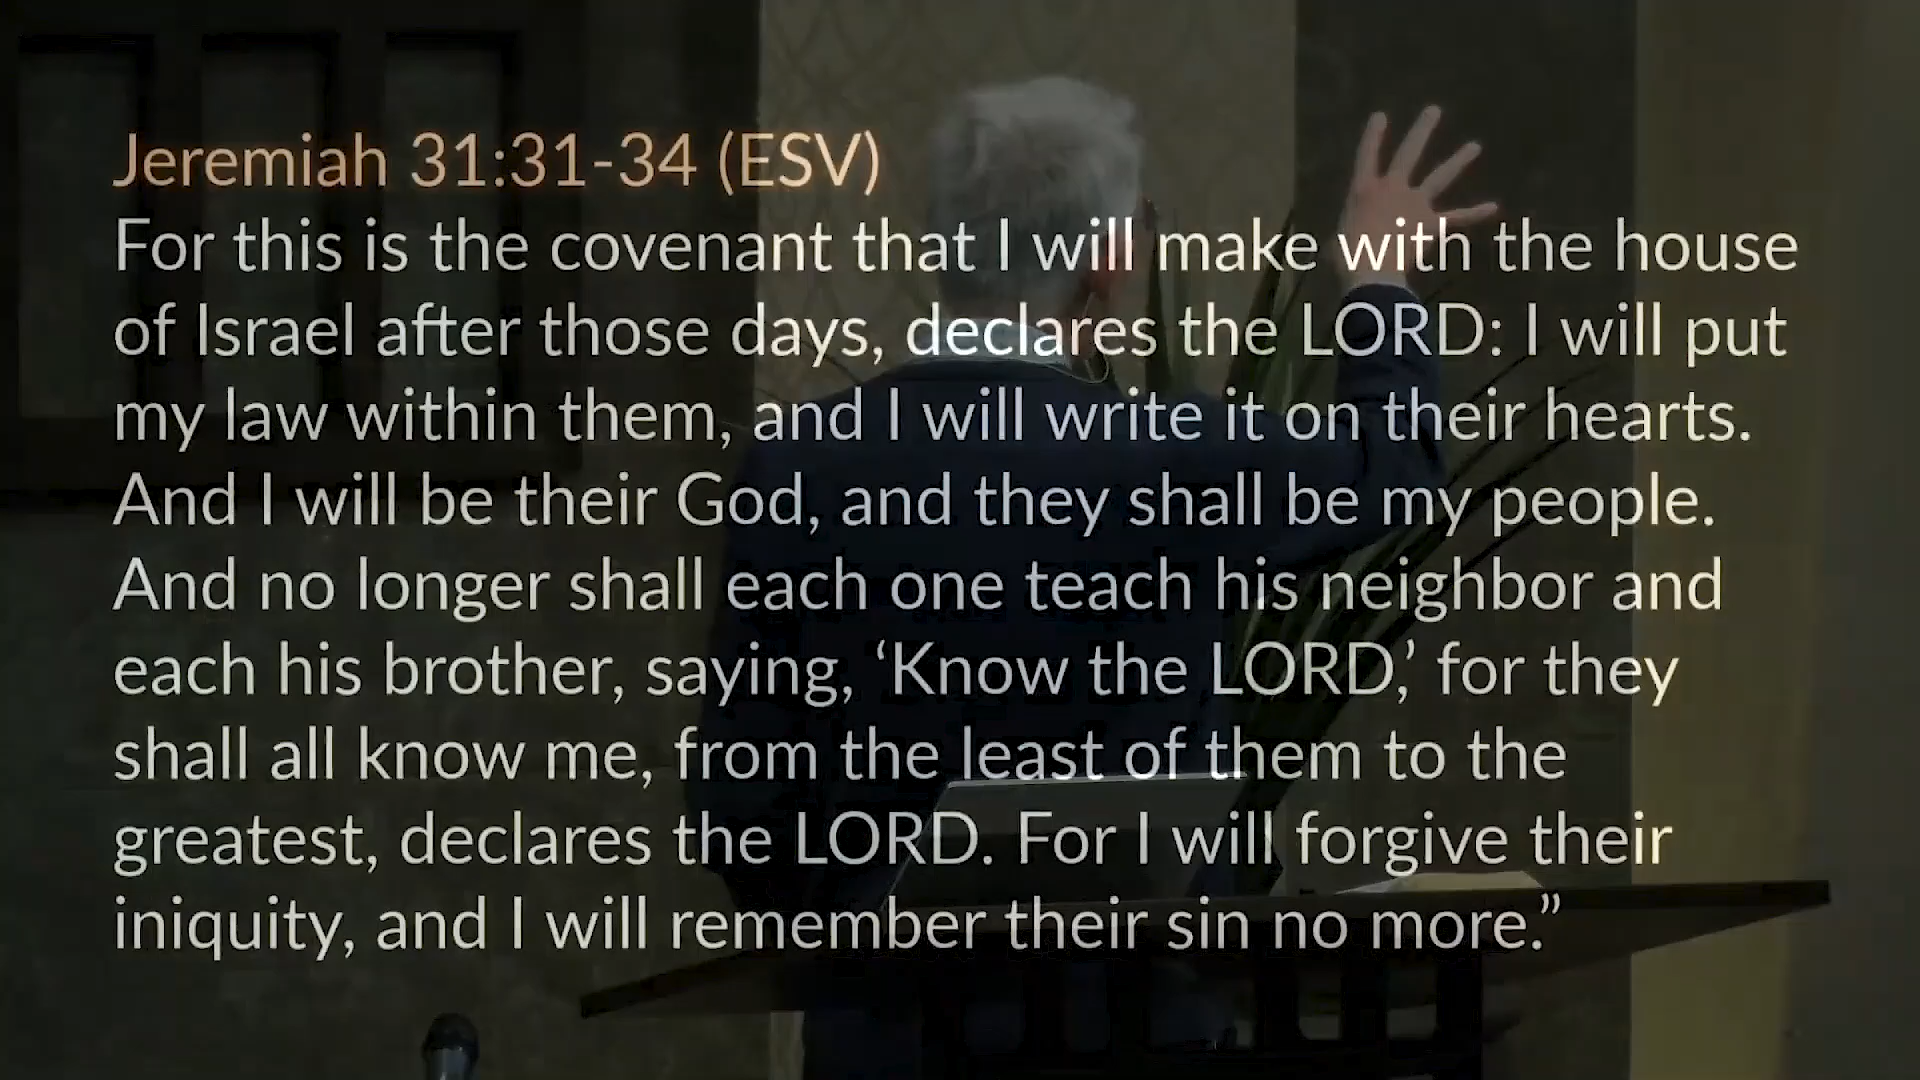 Jeremiah 31:31-34 (ESV)
For this is the covenant that I will make with the house
of Israel after those days, declares the LORD: I will put
my law within them, and I will write it on their hearts.
And I will be their God, and they shall be my people.
And no longer shall each one teach his neighbor and
each his brother, saying, ‘Know the LORD,’ for they
shall all know me, from the least of them to the
greatest, declares the LORD. For I will forgive their
iniquity, and I will remember their sin no more.”